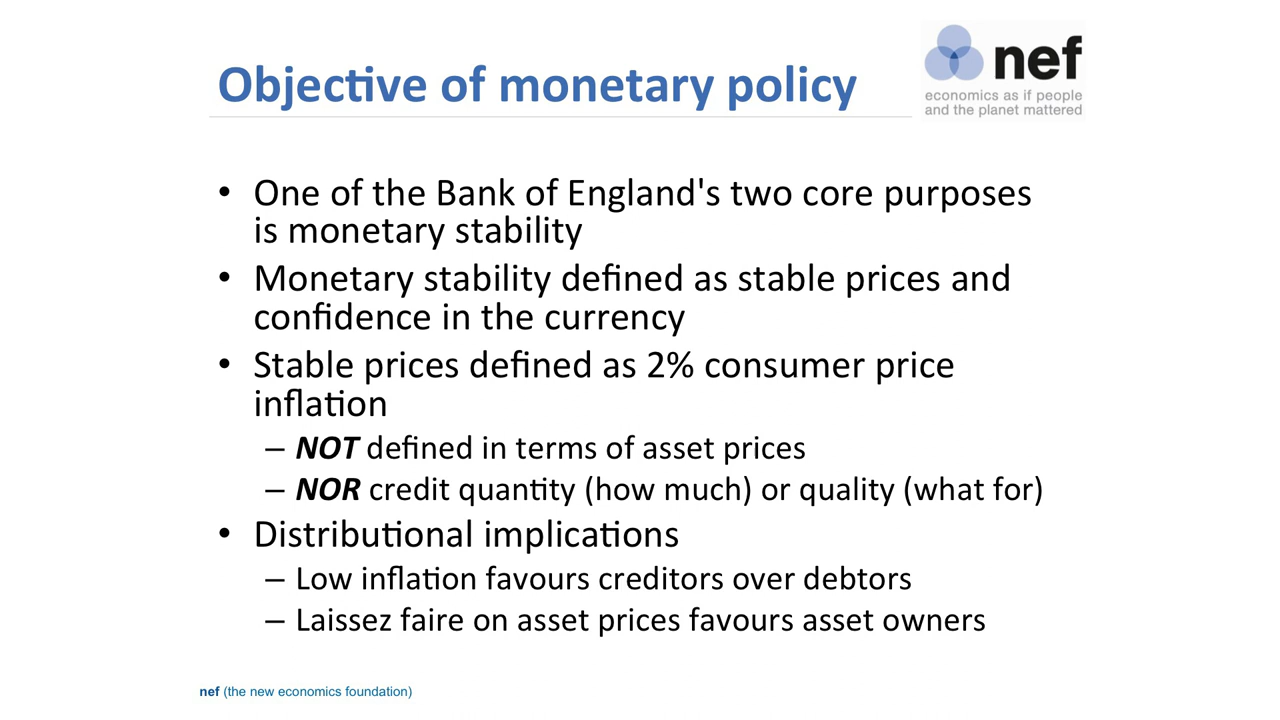 Objective of monetary policy
nef
economics as if people
and the planet mattered
• One of the Bank of England's two core purposes
is monetary stability
• Monetary stability defined as stable prices and
confidence in the currency
• Stable prices defined as 2% consumer price
inflation
– NOT defined in terms of asset prices
– NOR credit quantity (how much) or quality (what for)
• Distributional implications
– Low inflation favours creditors over debtors
– Laissez faire on asset prices favours asset owners
nef (the new economics foundation)